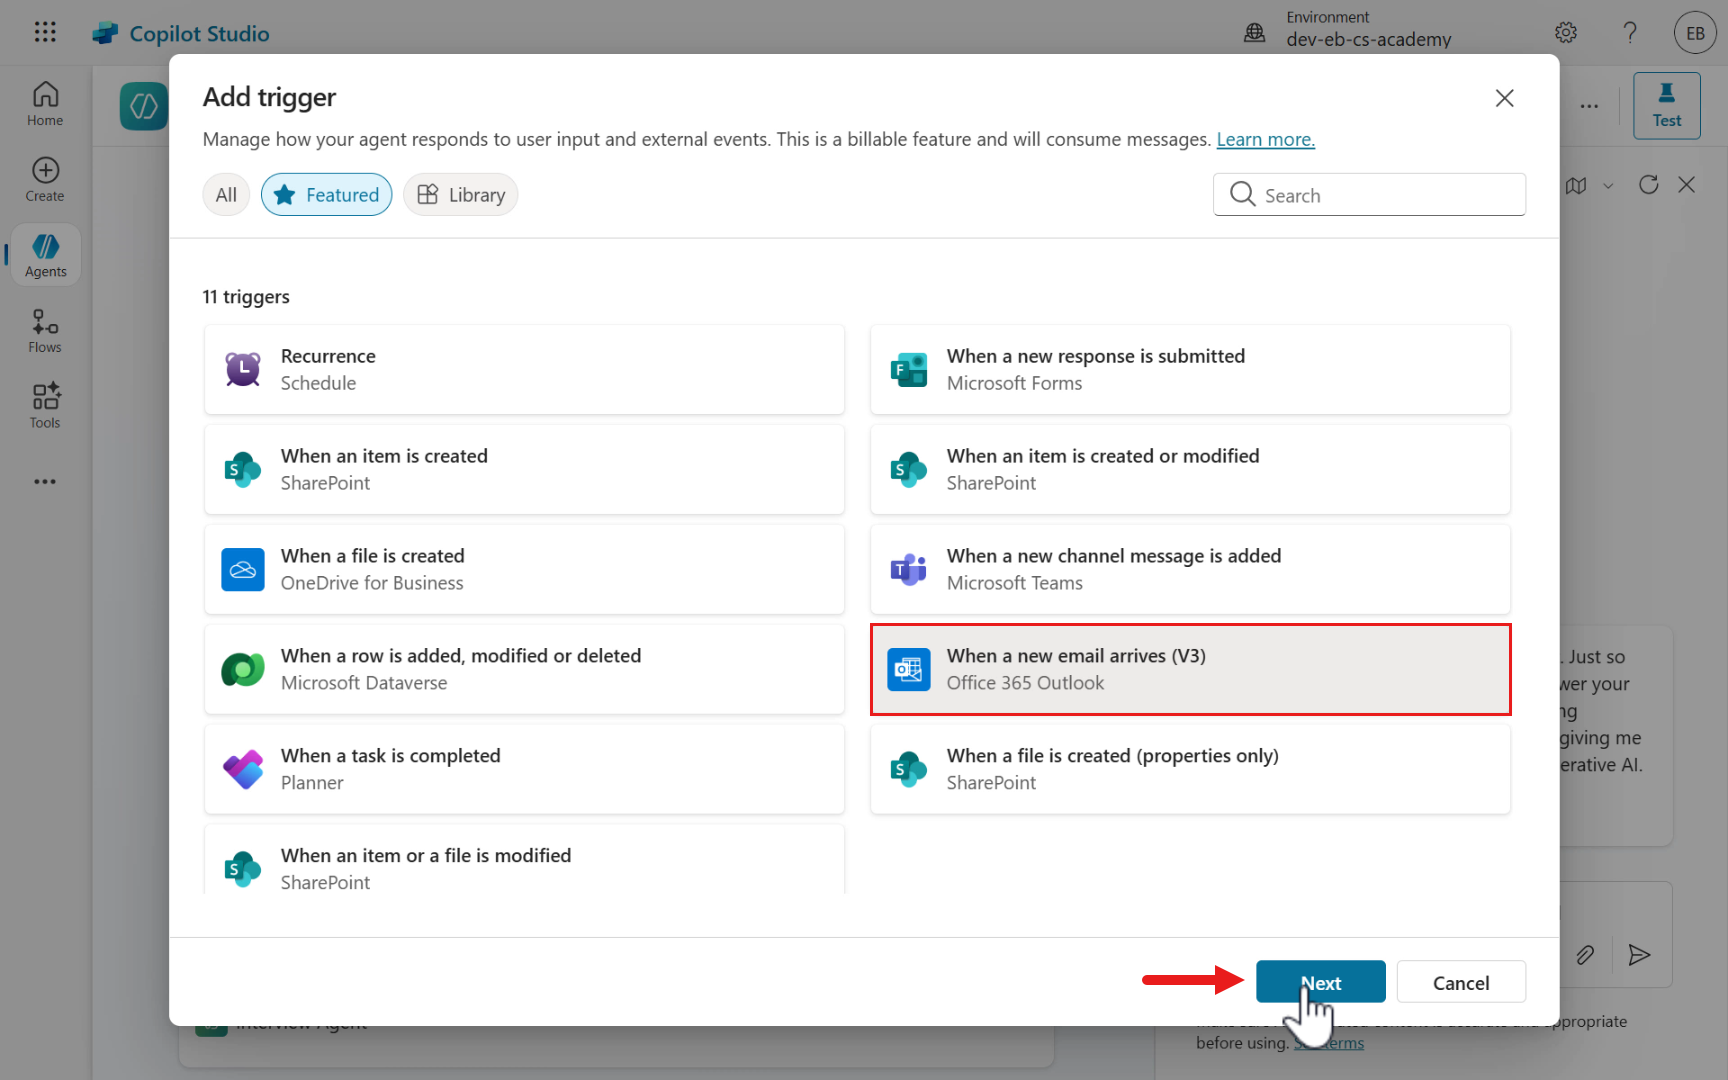 Copilot Studio
Environment
dev-eb-cs-academy
EB
Home
Create
Agents
Flows
Tools
Test
Add trigger
Manage how your agent responds to user input and external events. This is a billable feature and will consume messages. Learn more.
All
Featured
Library
Search
11 triggers
Recurrence
Schedule
When a new response is submitted
Microsoft Forms
When an item is created
SharePoint
When an item is created or modified
SharePoint
When a file is created
OneDrive for Business
When a new channel message is added
Microsoft Teams
When a row is added, modified or deleted
Microsoft Dataverse
When a new email arrives (V3)
Office 365 Outlook
When a task is completed
Planner
When a file is created (properties only)
SharePoint
When an item or a file is modified
SharePoint
. Just so
your
giving me
AI.
Next
Cancel
Interview Agent
accurate and appropriate
before using. terms